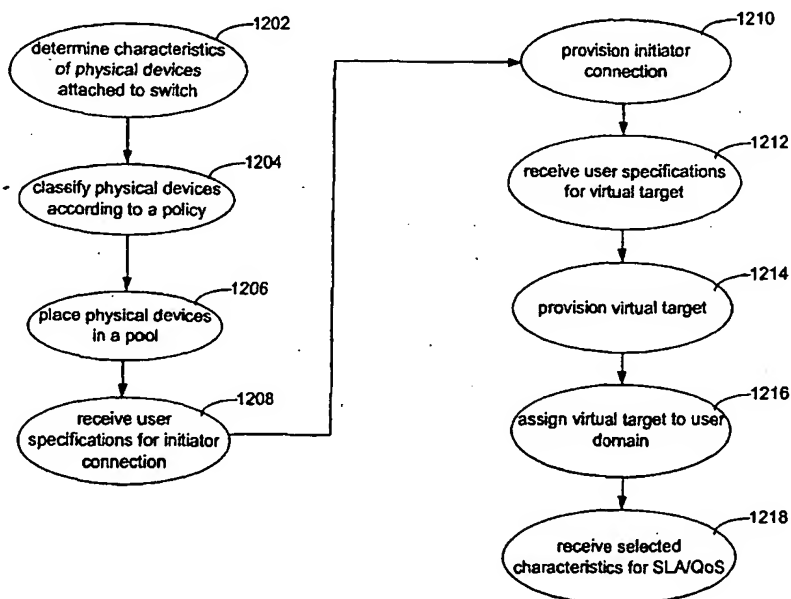 1202
determine characteristics
of physical devices
attached to switch
1204
classify physical devices
according to a policy
1206
place physical devices
in a pool
1208
receive user
specifications for initiator
connection
1210
provision initiator
connection
1212
receive user specifications
for virtual target
1214
provision virtual target
1216
assign virtual target to user
domain
1218
receive selected
characteristics for SLA/QoS